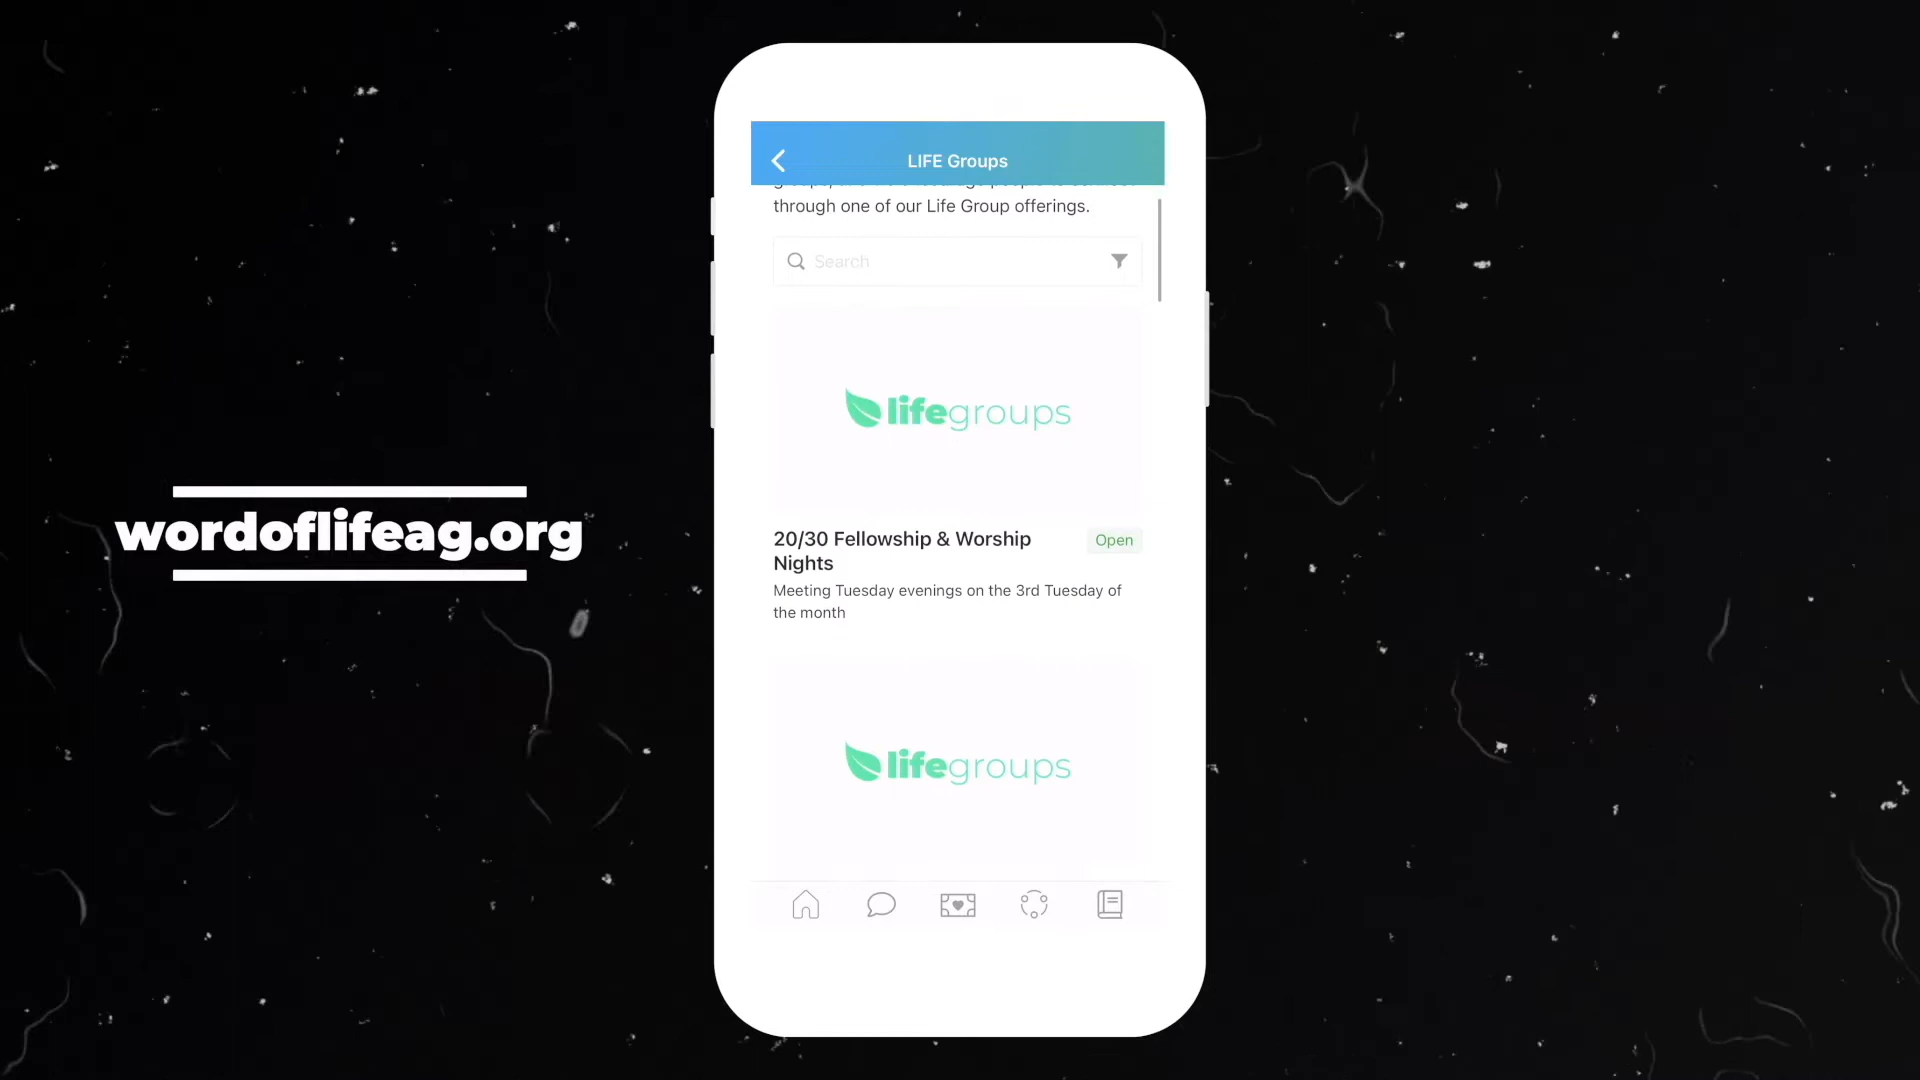 wordoflifeag.org
LIFE Groups
through one of our Life Group offerings.
Search
lifegroups
20/30 Fellowship & Worship
Nights
Open
Meeting Tuesday evenings on the 3rd Tuesday of
the month
lifegroups